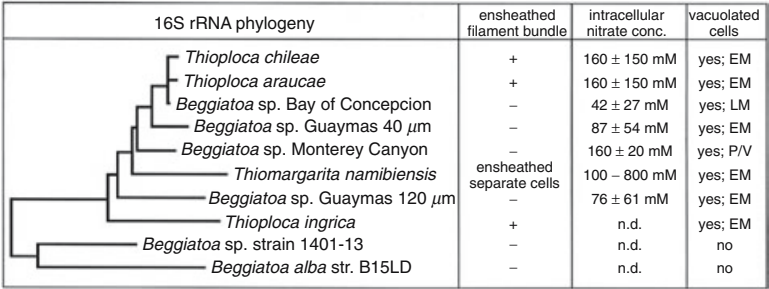 16S rRNA phylogeny ensheathed filament bundle intracellular nitrate conc. vacuolated cells
Thioploca chileae + 160 ± 150 mM yes; EM
Thioploca araucae + 160 ± 150 mM yes; EM
Beggiatoa sp. Bay of Concepcion – 42 ± 27 mM yes; LM
Beggiatoa sp. Guaymas 40 µm – 87 ± 54 mM yes; EM
Beggiatoa sp. Monterey Canyon – 160 ± 20 mM yes; P/V
Thiomargarita namibiensis ensheathed separate cells 100 – 800 mM yes; EM
Beggiatoa sp. Guaymas 120 µm – 76 ± 61 mM yes; EM
Thioploca ingrica + n.d. yes; EM
Beggiatoa sp. strain 1401-13 – n.d. no
Beggiatoa alba str. B15LD – n.d. no